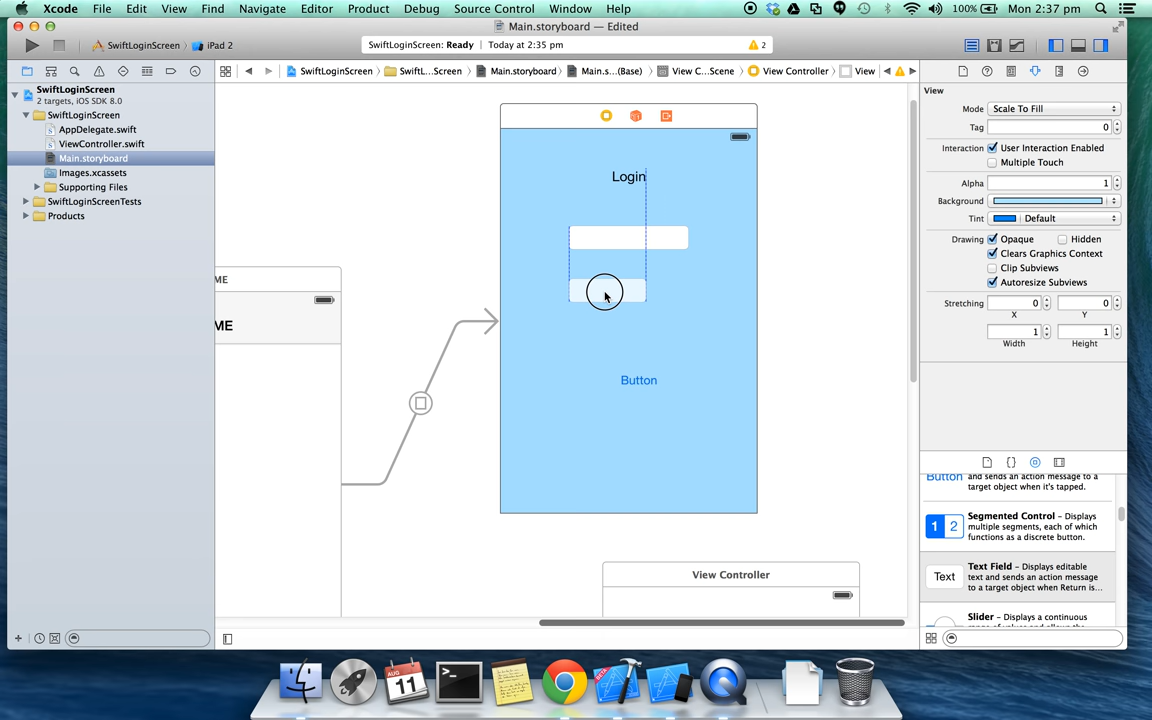 Xcode File Edit View Find Navigate Editor Product Debug Source Control Window Help 100% Mon 2:37 pm
Main.storyboard — Edited
SwiftLoginScreen iPad 2
SwiftLoginScreen: Ready Today at 2:35 pm 2
SwiftLoginScreen SwiftL...Screen Main.storyboard Main.s...(Base) View C...Scene View Controller View
SwiftLoginScreen
2 targets, iOS SDK 8.0
SwiftLoginScreen
AppDelegate.swift
ViewController.swift
Main.storyboard
Images.xcassets
Supporting Files
SwiftLoginScreenTests
Products
ME
ME
Login
Button
View Controller
View
Mode Scale To Fill
Tag 0
Interaction User Interaction Enabled
Multiple Touch
Alpha 1
Background
Tint Default
Drawing Opaque Hidden
Clears Graphics Context
Clip Subviews
Autoresize Subviews
Stretching 0 0
X Y
1 1
Width Height
Button and sends an action message to a
target object when it's tapped.
1 2
Segmented Control – Displays
multiple segments, each of which
functions as a discrete button.
Text
Text Field – Displays editable
text and sends an action message
to a target object when Return is...
Slider – Displays a continuous
AUG
11
BETA